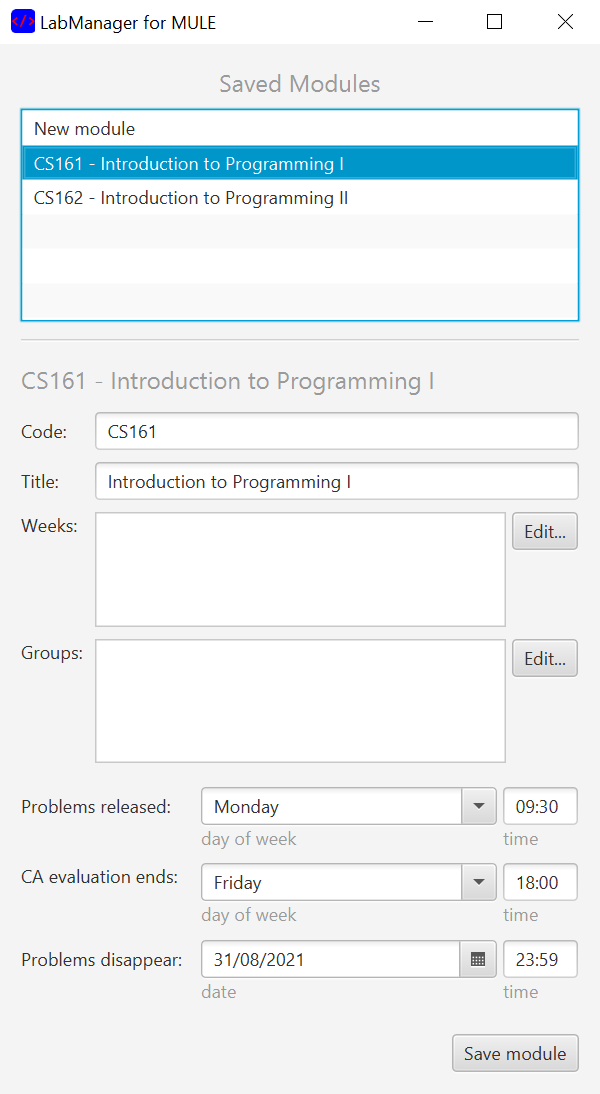 </> LabManager for MULE
Saved Modules
New module
CS161 - Introduction to Programming I
CS162 - Introduction to Programming II
CS161 - Introduction to Programming I
Code: CS161
Title: Introduction to Programming I
Weeks: Edit...
Groups: Edit...
Problems released: Monday 09:30
day of week time
CA evaluation ends: Friday 18:00
day of week time
Problems disappear: 31/08/2021 23:59
date time
Save module